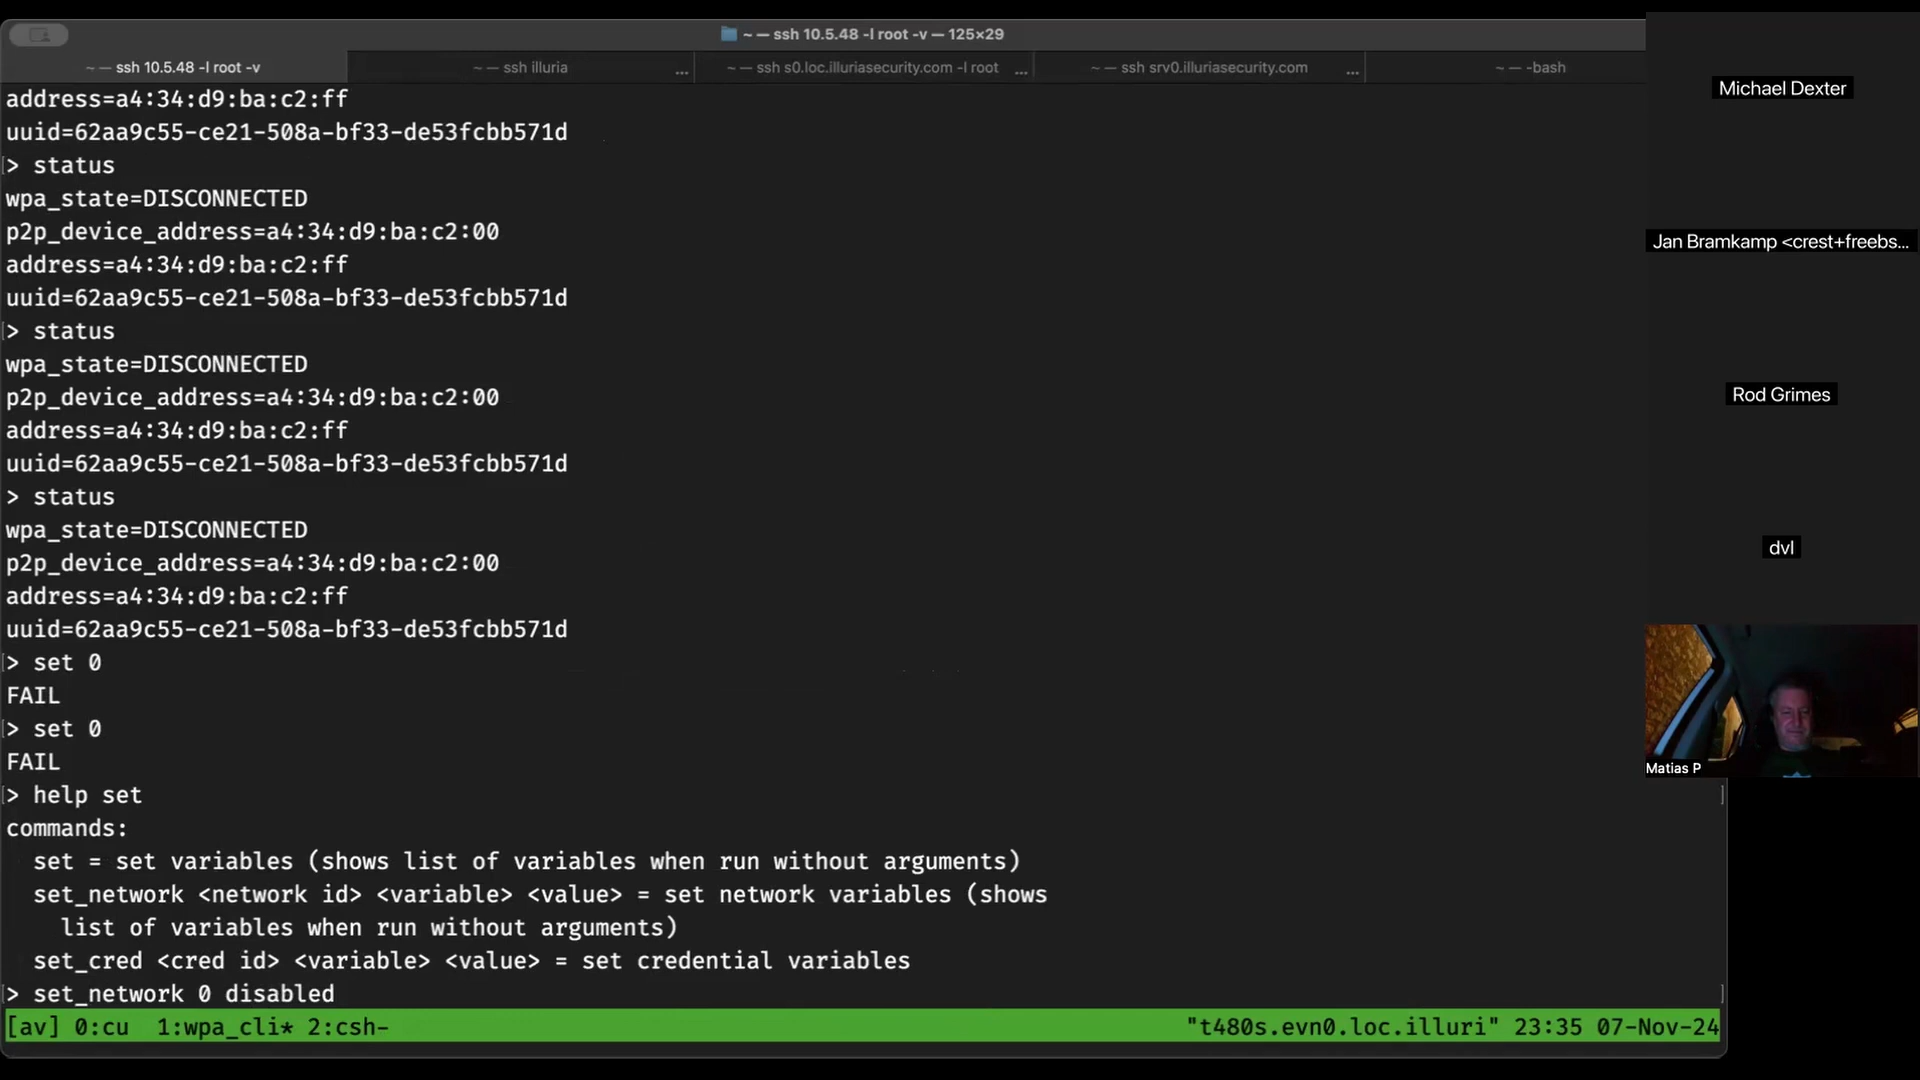 ~ — ssh 10.5.48 -l root -v — 125×29
~ — ssh 10.5.48 -l root -v
~ — ssh illuria ...
~ — ssh s0.loc.illuriasecurity.com -l root ...
~ — ssh srv0.illuriasecurity.com ...
~ — -bash
address=a4:34:d9:ba:c2:ff
uuid=62aa9c55-ce21-508a-bf33-de53fcbb571d
> status
wpa_state=DISCONNECTED
p2p_device_address=a4:34:d9:ba:c2:00
address=a4:34:d9:ba:c2:ff
uuid=62aa9c55-ce21-508a-bf33-de53fcbb571d
> status
wpa_state=DISCONNECTED
p2p_device_address=a4:34:d9:ba:c2:00
address=a4:34:d9:ba:c2:ff
uuid=62aa9c55-ce21-508a-bf33-de53fcbb571d
> status
wpa_state=DISCONNECTED
p2p_device_address=a4:34:d9:ba:c2:00
address=a4:34:d9:ba:c2:ff
uuid=62aa9c55-ce21-508a-bf33-de53fcbb571d
> set 0
FAIL
> set 0
FAIL
> help set
commands:
set = set variables (shows list of variables when run without arguments)
set_network <network id> <variable> <value> = set network variables (shows
list of variables when run without arguments)
set_cred <cred id> <variable> <value> = set credential variables
> set_network 0 disabled
[av] 0:cu 1:wpa_cli* 2:csh- "t480s.evn0.loc.illuri" 23:35 07-Nov-24
Michael Dexter
Jan Bramkamp <crest+freebs...
Rod Grimes
dvl
Matias P